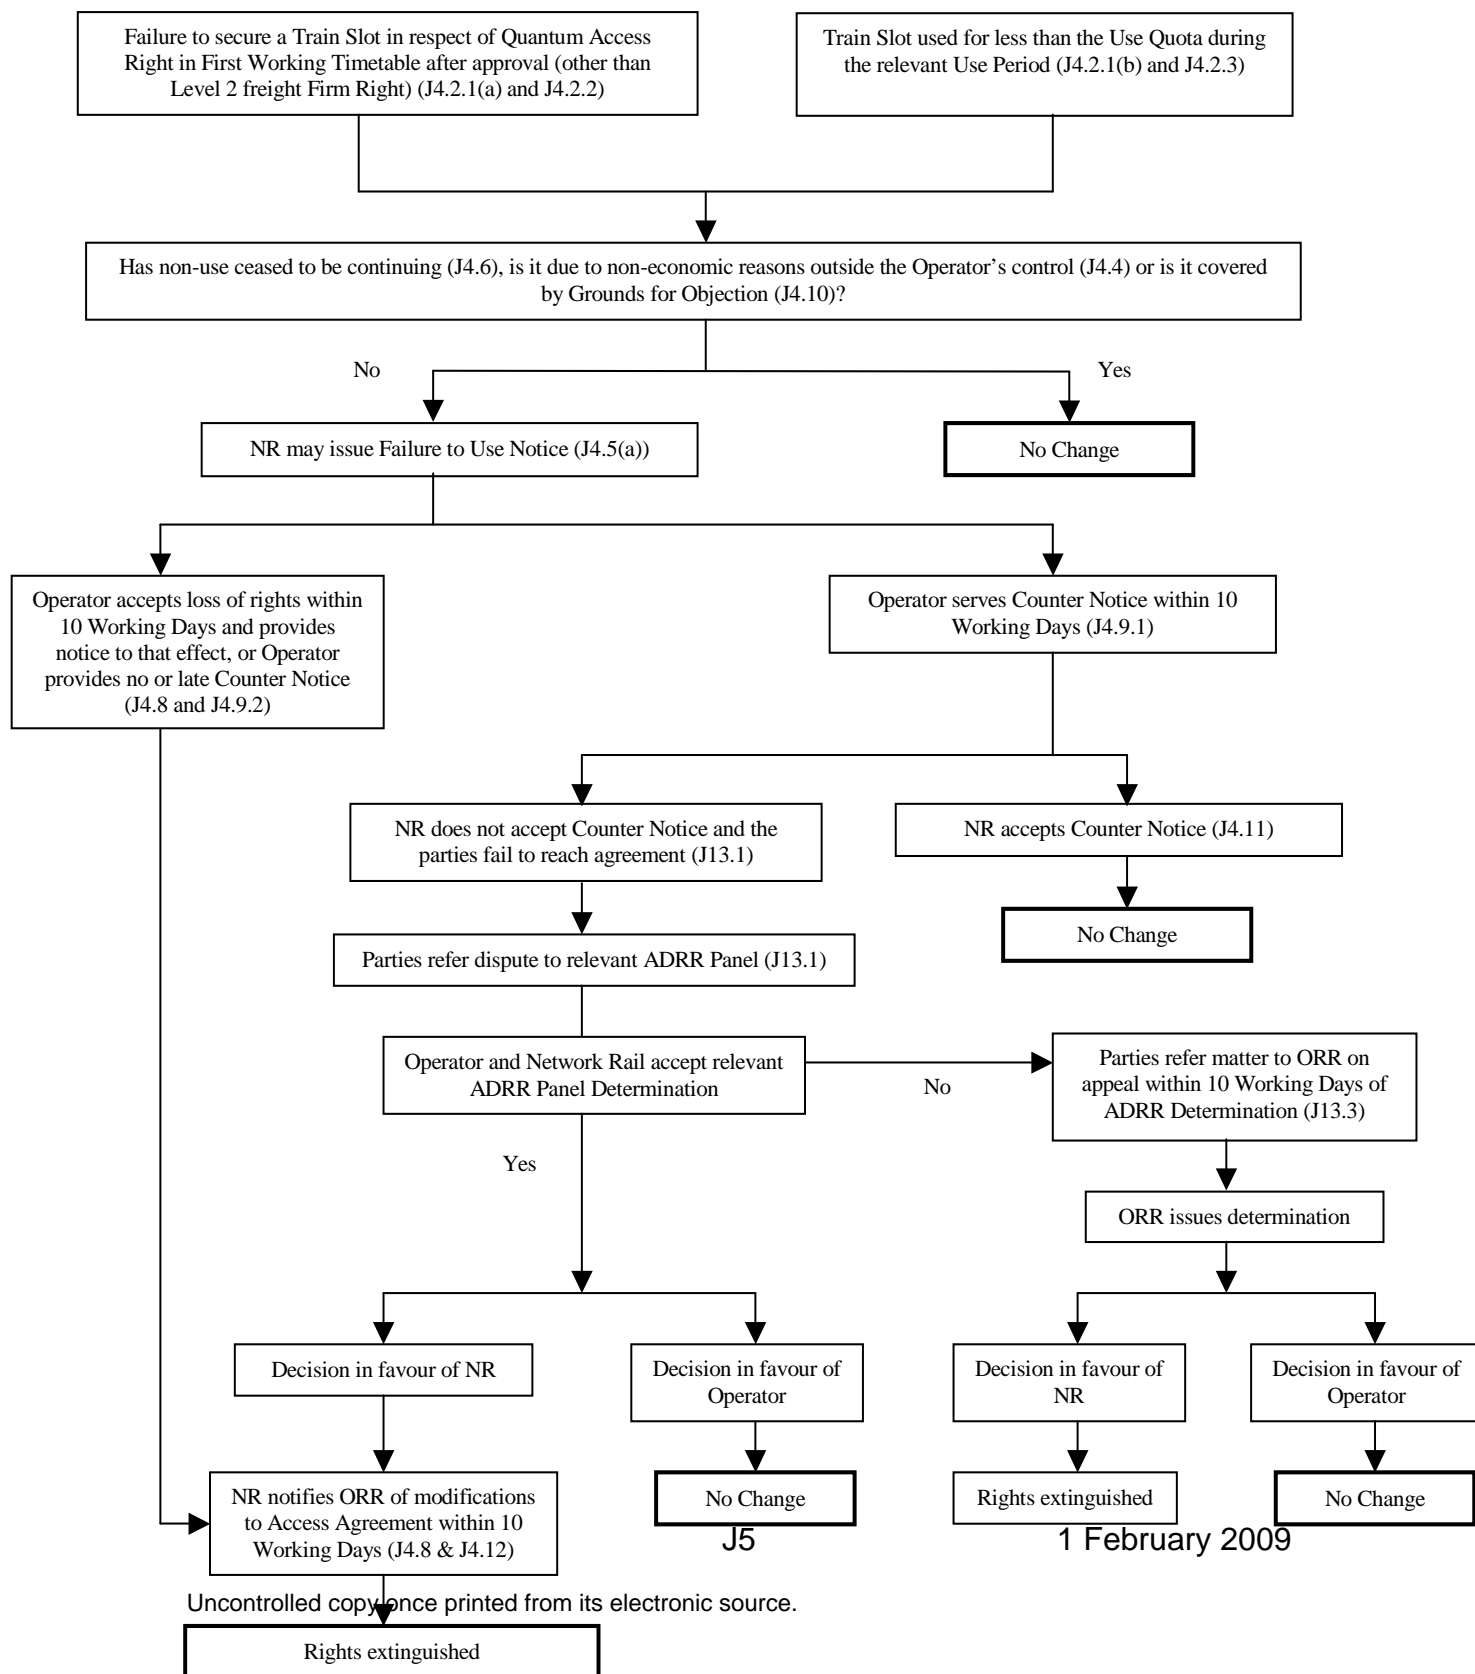 Failure to secure a Train Slot in respect of Quantum Access
Right in First Working Timetable after approval (other than
Level 2 freight Firm Right) (J4.2.1(a) and J4.2.2)
Train Slot used for less than the Use Quota during
the relevant Use Period (J4.2.1(b) and J4.2.3)
Has non-use ceased to be continuing (J4.6), is it due to non-economic reasons outside the Operator's control (J4.4) or is it covered
by Grounds for Objection (J4.10)?
No
Yes
NR may issue Failure to Use Notice (J4.5(a))
No Change
Operator accepts loss of rights within
10 Working Days and provides
notice to that effect, or Operator
provides no or late Counter Notice
(J4.8 and J4.9.2)
Operator serves Counter Notice within 10
Working Days (J4.9.1)
NR does not accept Counter Notice and the
parties fail to reach agreement (J13.1)
NR accepts Counter Notice (J4.11)
No Change
Parties refer dispute to relevant ADRR Panel (J13.1)
Operator and Network Rail accept relevant
ADRR Panel Determination
No
Parties refer matter to ORR on
appeal within 10 Working Days of
ADRR Determination (J13.3)
Yes
ORR issues determination
Decision in favour of NR
Decision in favour of
Operator
Decision in favour of
NR
Decision in favour of
Operator
NR notifies ORR of modifications
to Access Agreement within 10
Working Days (J4.8 & J4.12)
No Change
Rights extinguished
No Change
J5
1 February 2009
Uncontrolled copy once printed from its electronic source.
Rights extinguished